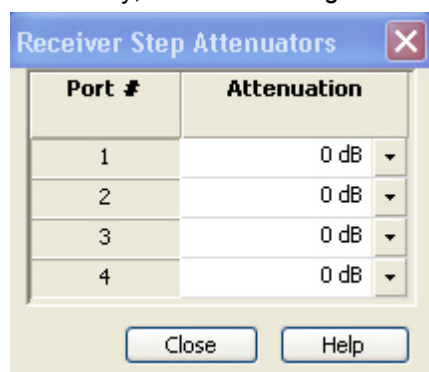 Receiver Step Attenuators
Port # Attenuation
1 0 dB
2 0 dB
3 0 dB
4 0 dB
Close Help